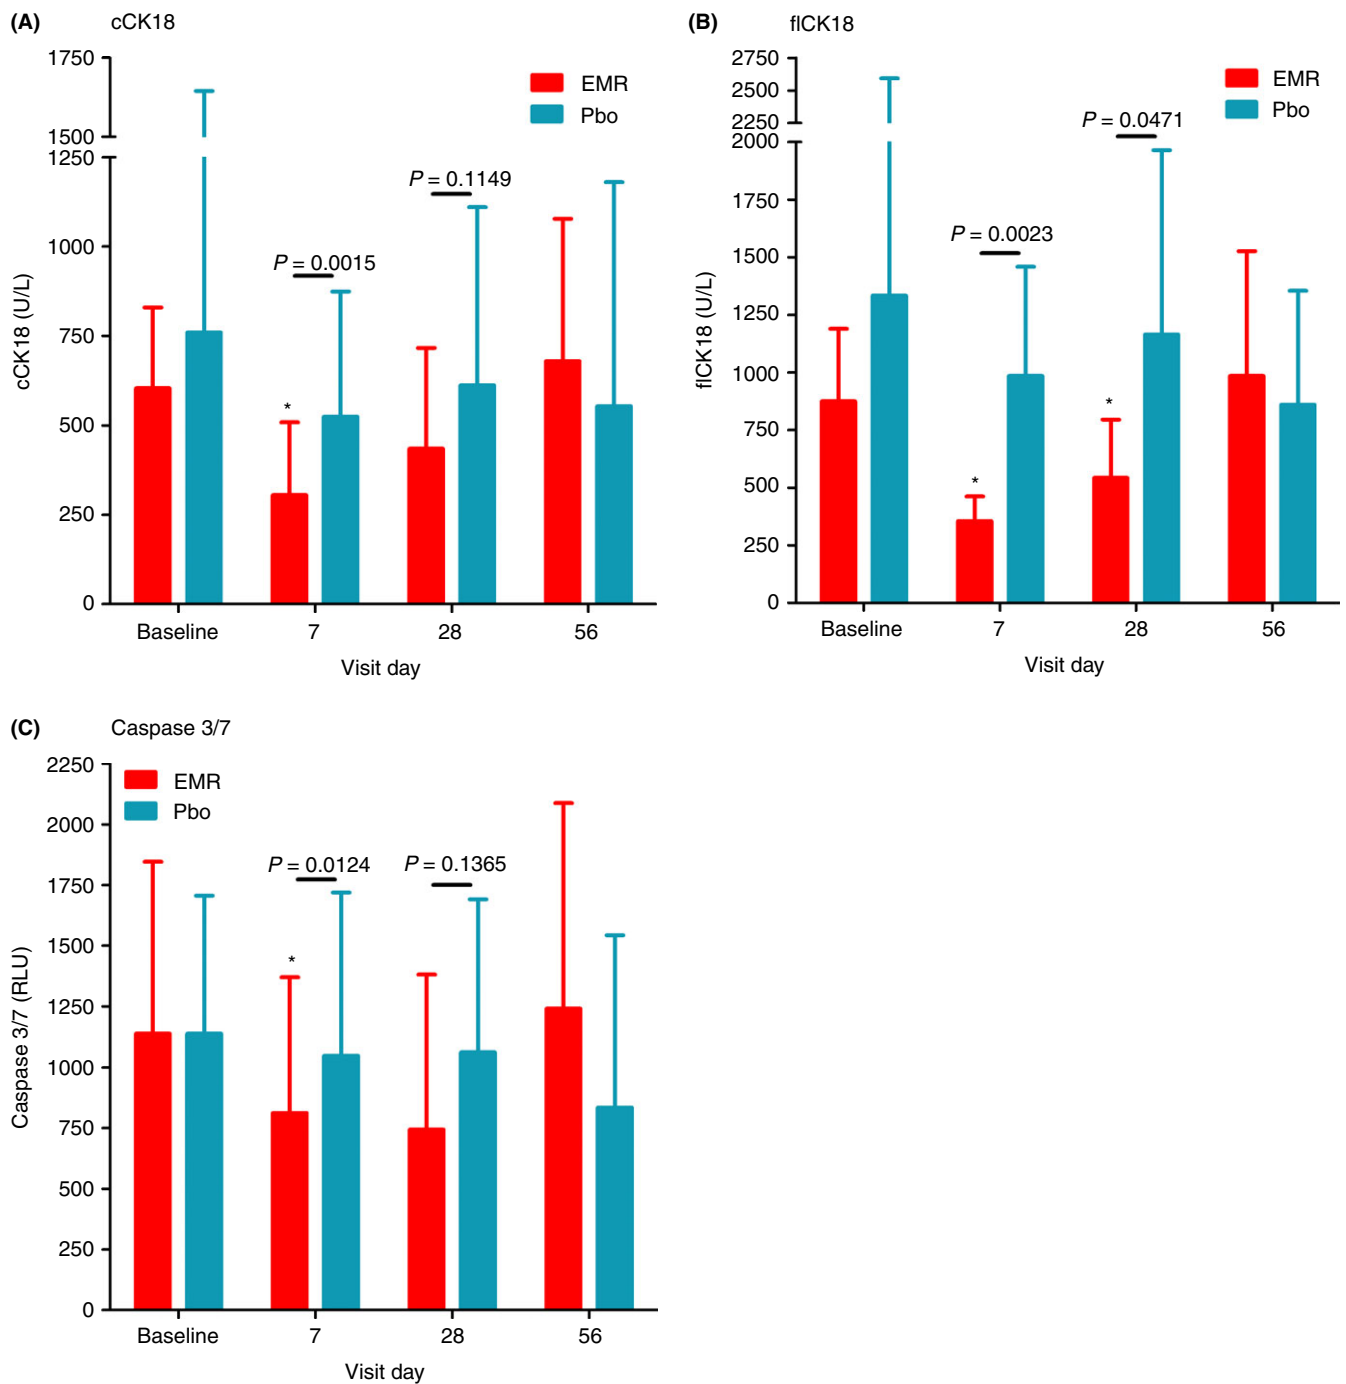 (A) cCK18
1750
1500
1250
1000
750
500
250
0
cCK18 (U/L)
EMR
Pbo
P = 0.0015
P = 0.1149
*
Baseline 7 28 56
Visit day
(B) flCK18
2750
2500
2250
2000
1750
1500
1250
1000
750
500
250
0
flCK18 (U/L)
EMR
Pbo
P = 0.0023
P = 0.0471
*
*
Baseline 7 28 56
Visit day
(C) Caspase 3/7
2250
2000
1750
1500
1250
1000
750
500
250
0
Caspase 3/7 (RLU)
EMR
Pbo
P = 0.0124
P = 0.1365
*
Baseline 7 28 56
Visit day